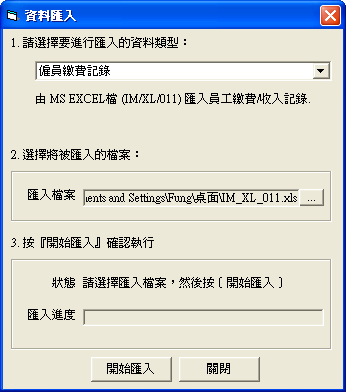 資料匯入
1. 請選擇要進行匯入的資料類型：
僱員繳費記錄
由 MS EXCEL檔 (IM/XL/011) 匯入員工繳費/收入記錄.
2. 選擇將被匯入的檔案：
匯入檔案 ents and Settings\Fung\桌面\IM_XL_011.xls ...
3. 按『開始匯入』確認執行
狀態 請選擇匯入檔案，然後按〔開始匯入〕
匯入進度
開始匯入 關閉